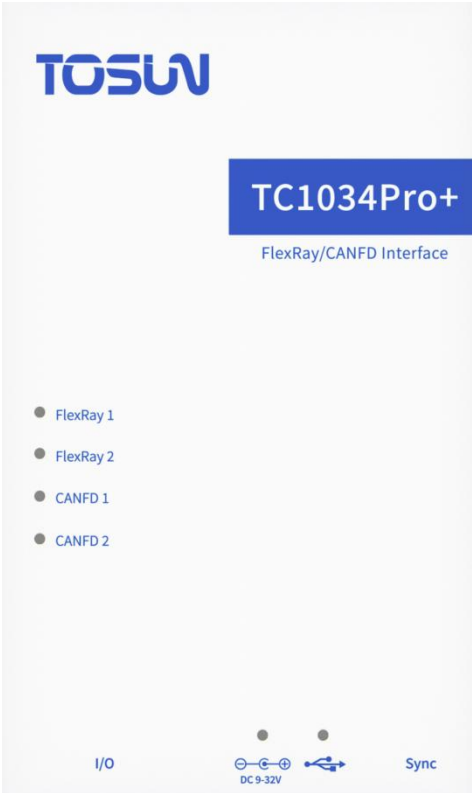 TOSUN
TC1034Pro+
FlexRay/CANFD Interface
FlexRay 1
FlexRay 2
CANFD 1
CANFD 2
I/O
DC 9-32V
Sync